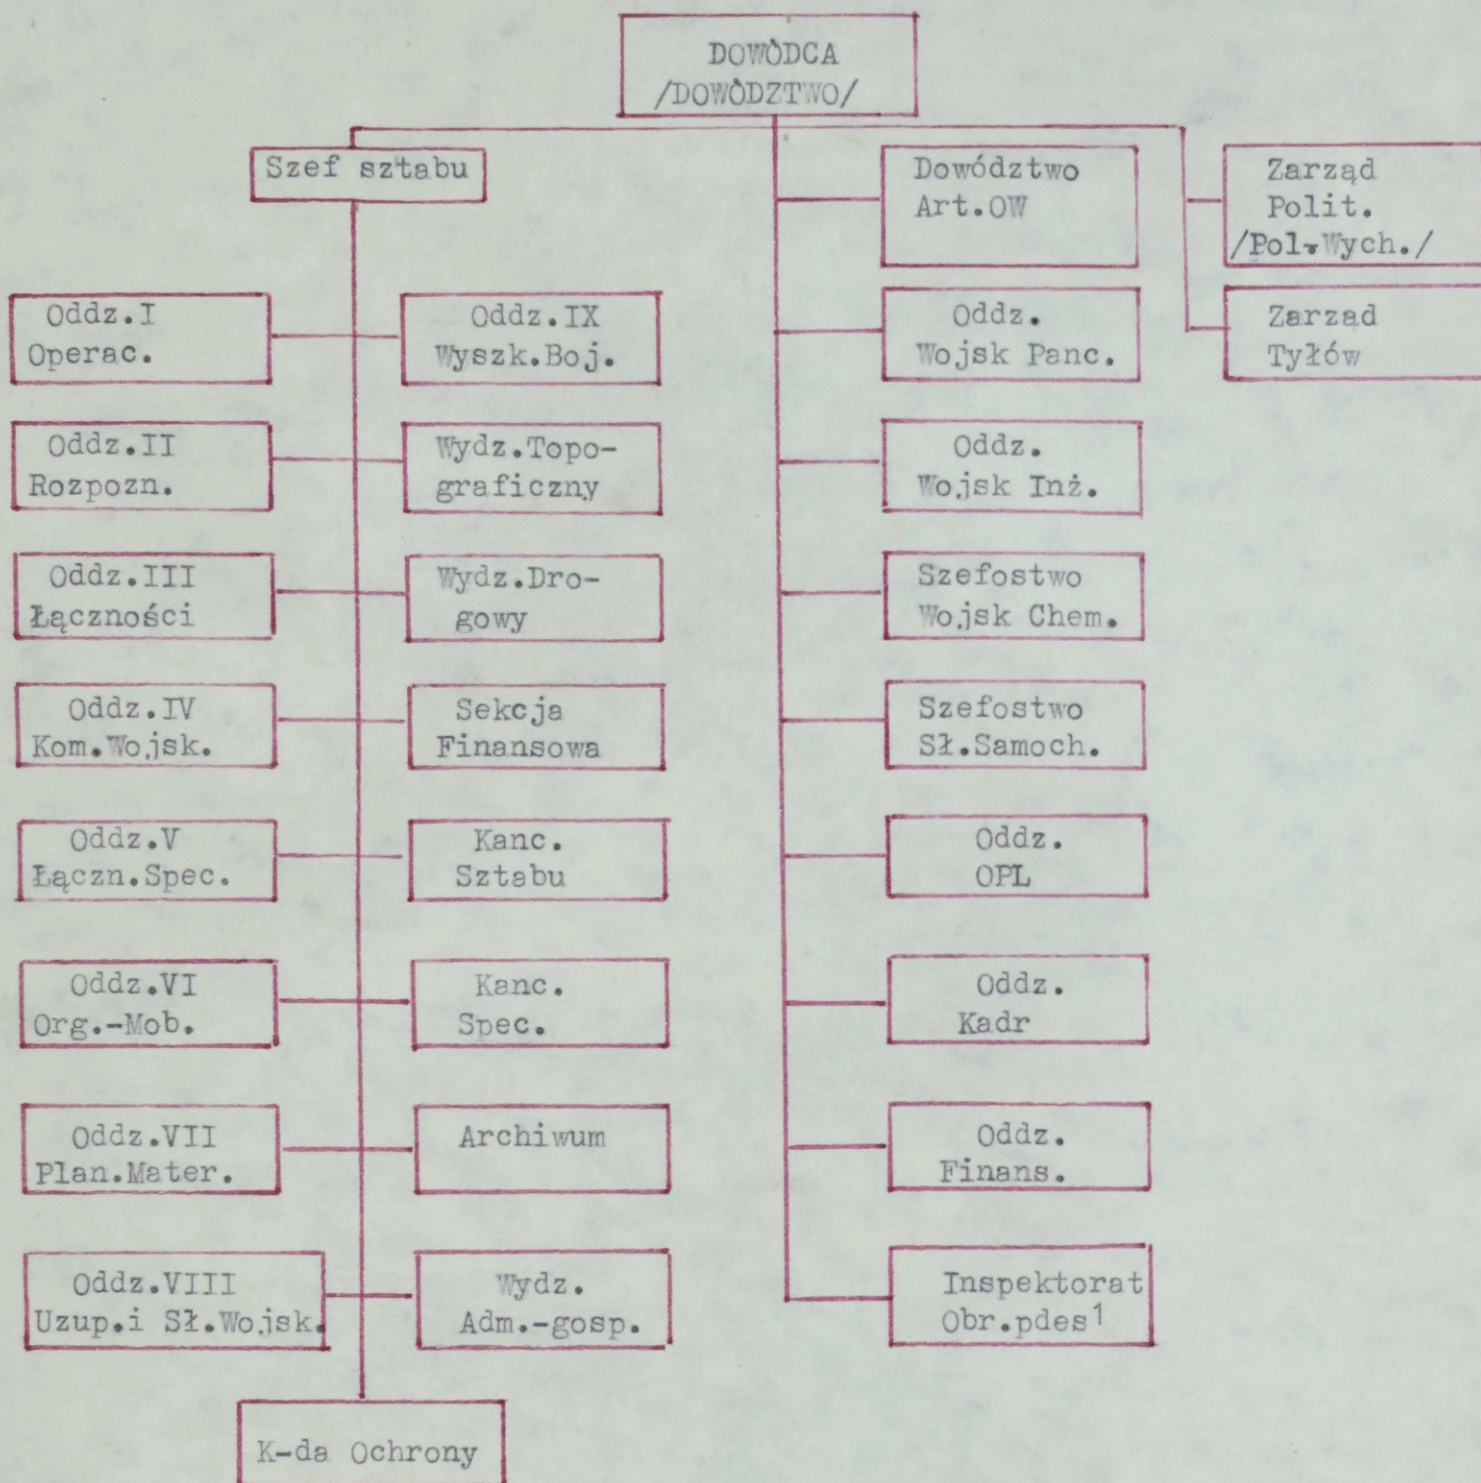 DOWÒDCA
/DOWÒDZTWO/
Szef sztabu
Oddz.I
Operac.
Oddz.IX
Wyszk.Boj.
Oddz.II
Rozpozn.
Wydz.Topo-
graficzny
Oddz.III
Łączności
Wydz.Dro-
gowy
Oddz.IV
Kom.Wojsk.
Sekcja
Finansowa
Oddz.V
Łączn.Spec.
Kanc.
Sztabu
Oddz.VI
Org.-Mob.
Kanc.
Spec.
Oddz.VII
Plan.Mater.
Archiwum
Oddz.VIII
Uzup.i Sł.Wojsk.
Wydz.
Adm.-gosp.
K-da Ochrony
Dowództwo
Art.OW
Oddz.
Wojsk Panc.
Oddz.
Wojsk Inż.
Szefostwo
Wojsk Chem.
Szefostwo
Sł.Samoch.
Oddz.
OPL
Oddz.
Kadr
Oddz.
Finans.
Inspektorat
Obr.pdes1
Zarząd
Polit.
/Pol.Wych./
Zarzad
Tyłów